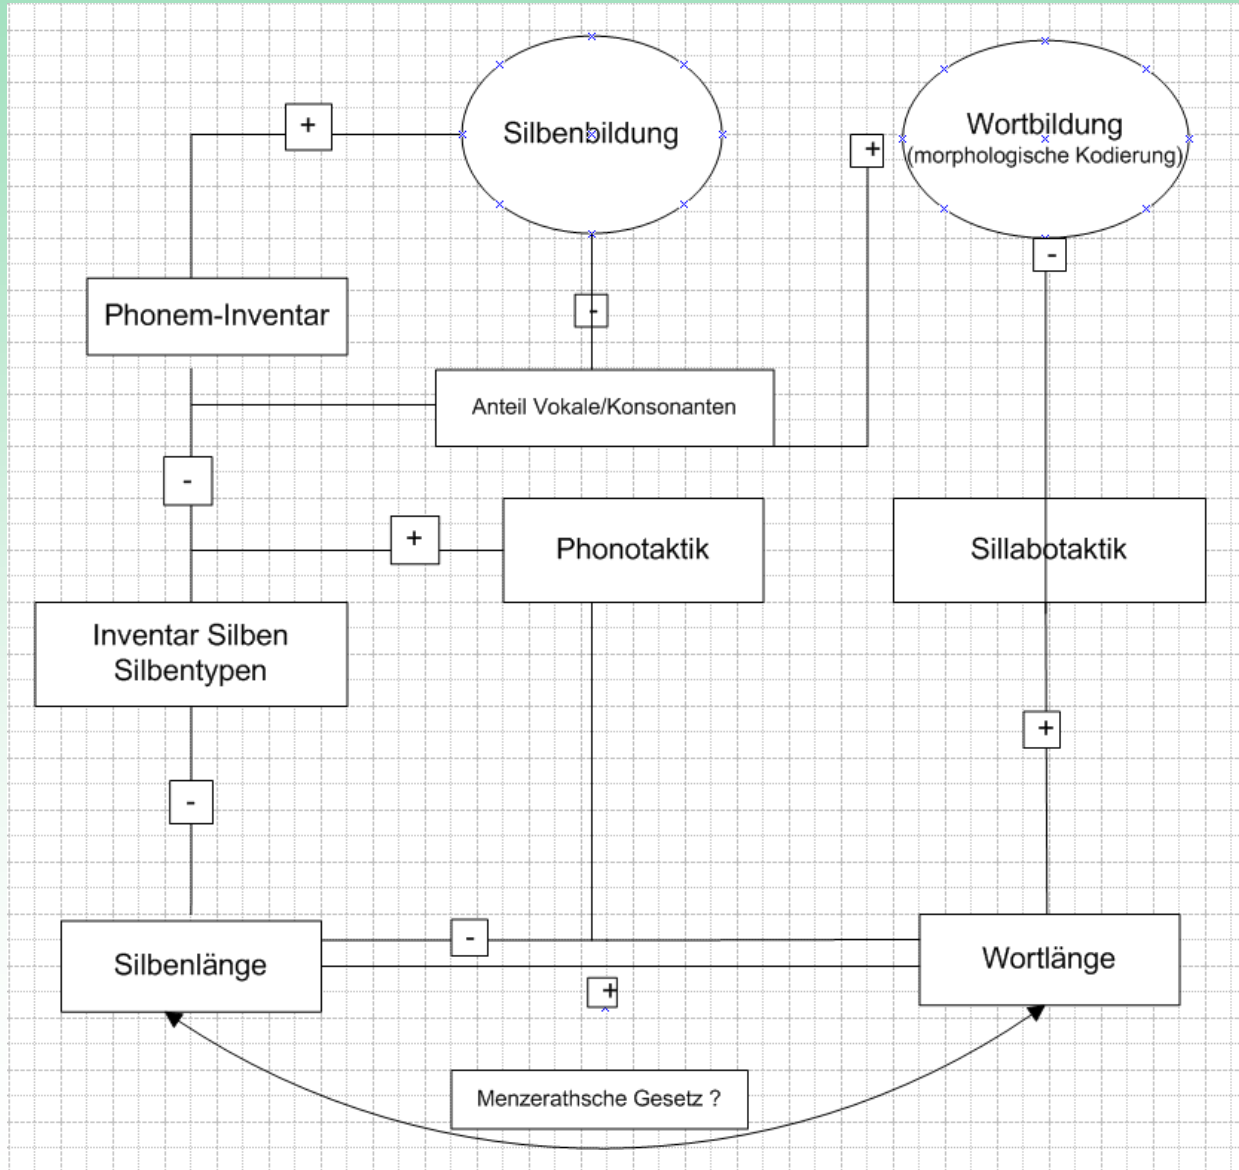 +
Silbenbildung
+
Wortbildung
(morphologische Kodierung)
-
Phonem-Inventar
-
Anteil Vokale/Konsonanten
-
+
Phonotaktik
Sillabotaktik
Inventar Silben
Silbentypen
+
-
-
Silbenlänge
Wortlänge
+
Menzerathsche Gesetz ?